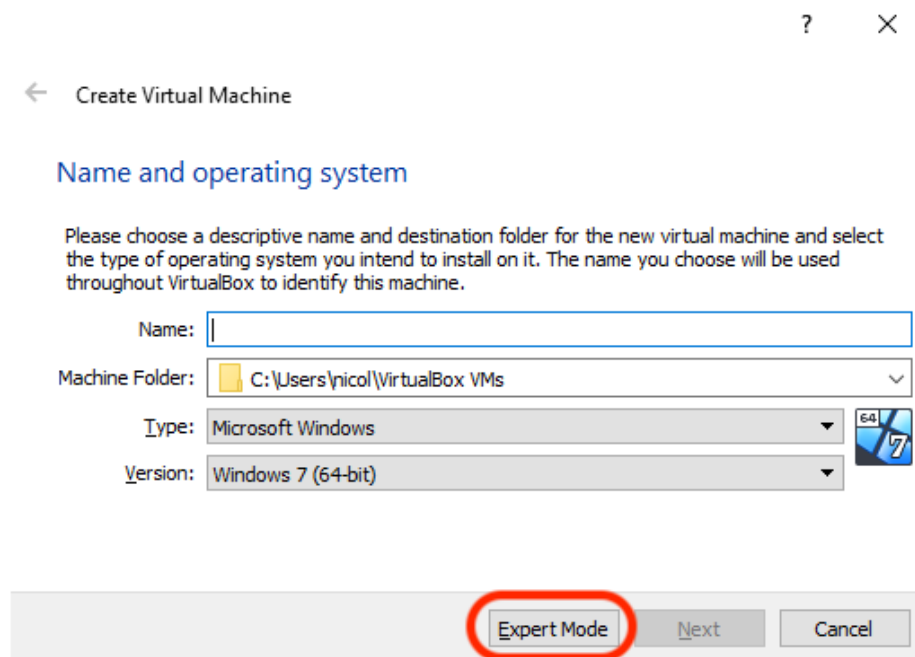 ?
Create Virtual Machine
Name and operating system
Please choose a descriptive name and destination folder for the new virtual machine and select
the type of operating system you intend to install on it. The name you choose will be used
throughout VirtualBox to identify this machine.
Name:
Machine Folder: C:\Users\nicol\VirtualBox VMs
Type: Microsoft Windows
64
7
Version: Windows 7 (64-bit)
Expert Mode Next Cancel